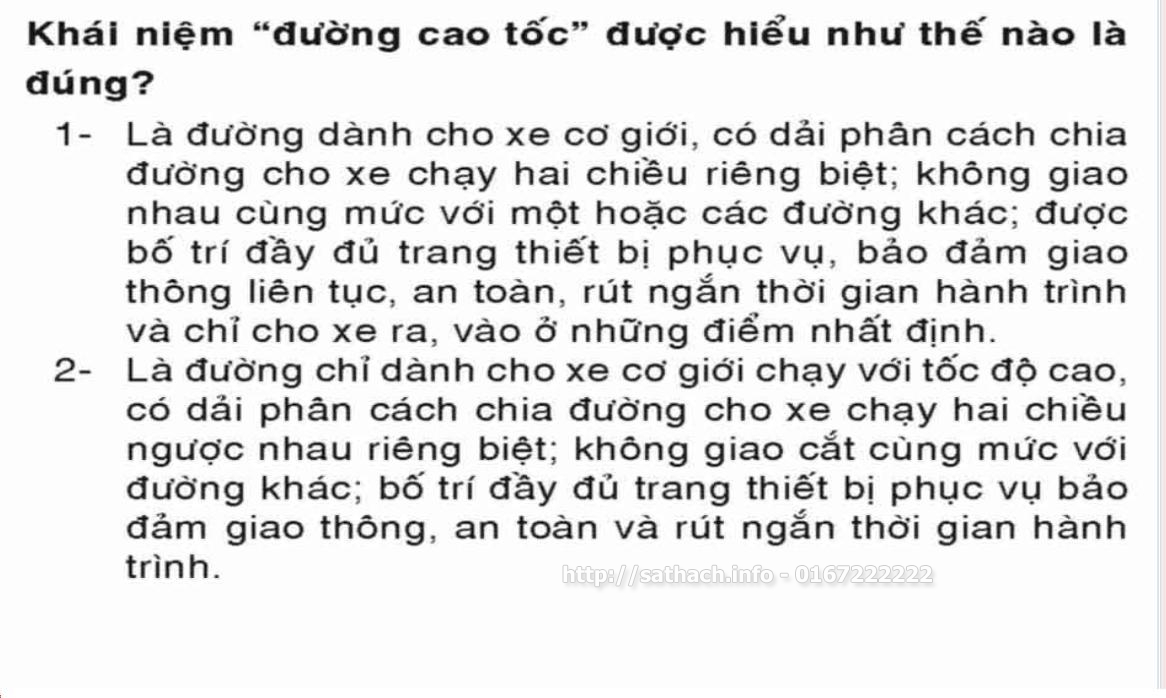 Khái niệm “đường cao tốc” được hiểu như thế nào là
đúng?
1- Là đường dành cho xe cơ giới, có dải phân cách chia
đường cho xe chạy hai chiều riêng biệt; không giao
nhau cùng mức với một hoặc các đường khác; được
bố trí đầy đủ trang thiết bị phục vụ, bảo đảm giao
thông liên tục, an toàn, rút ngắn thời gian hành trình
và chỉ cho xe ra, vào ở những điểm nhất định.
2- Là đường chỉ dành cho xe cơ giới chạy với tốc độ cao,
có dải phân cách chia đường cho xe chạy hai chiều
ngược nhau riêng biệt; không giao cắt cùng mức với
đường khác; bố trí đầy đủ trang thiết bị phục vụ bảo
đảm giao thông, an toàn và rút ngắn thời gian hành
trình.
http://sathach.info - 0167222222